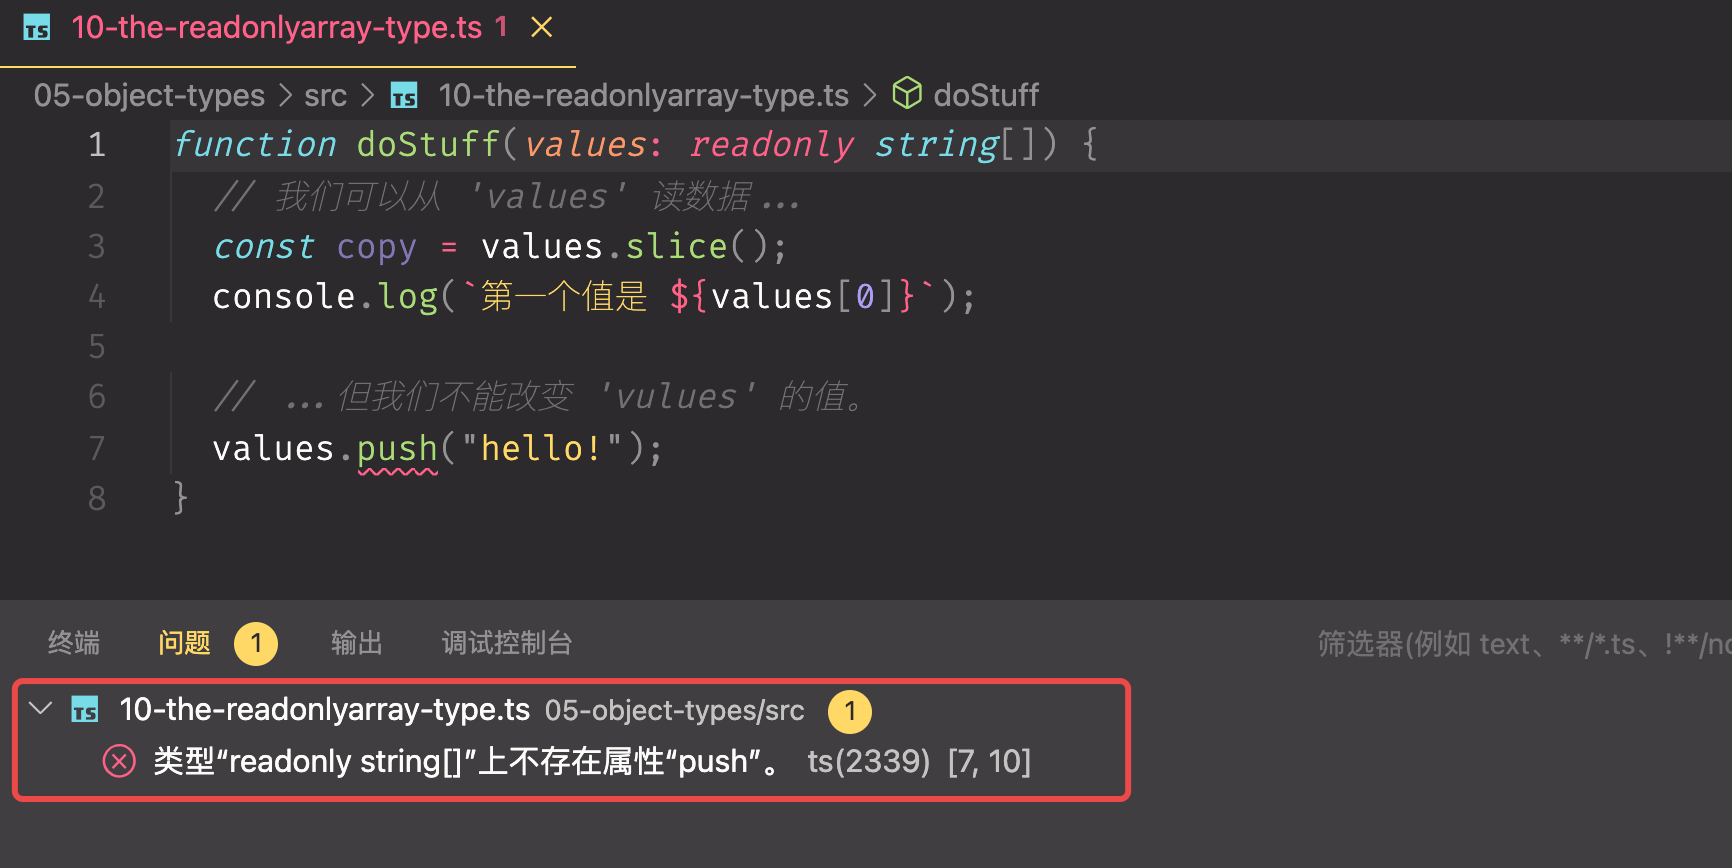 TS 10-the-readonlyarray-type.ts 1
05-object-types > src > TS 10-the-readonlyarray-type.ts > doStuff
1 function doStuff(values: readonly string[]) {
2 // 我们可以从 'values' 读数据...
3 const copy = values.slice();
4 console.log(`第一个值是 ${values[0]}`);
5
6 // ...但我们不能改变 'vulues' 的值。
7 values.push("hello!");
8 }
终端 问题 1 输出 调试控制台 筛选器(例如 text、**/*.ts、!**/no
TS 10-the-readonlyarray-type.ts 05-object-types/src 1
类型“readonly string[]”上不存在属性“push”。 ts(2339) [7, 10]